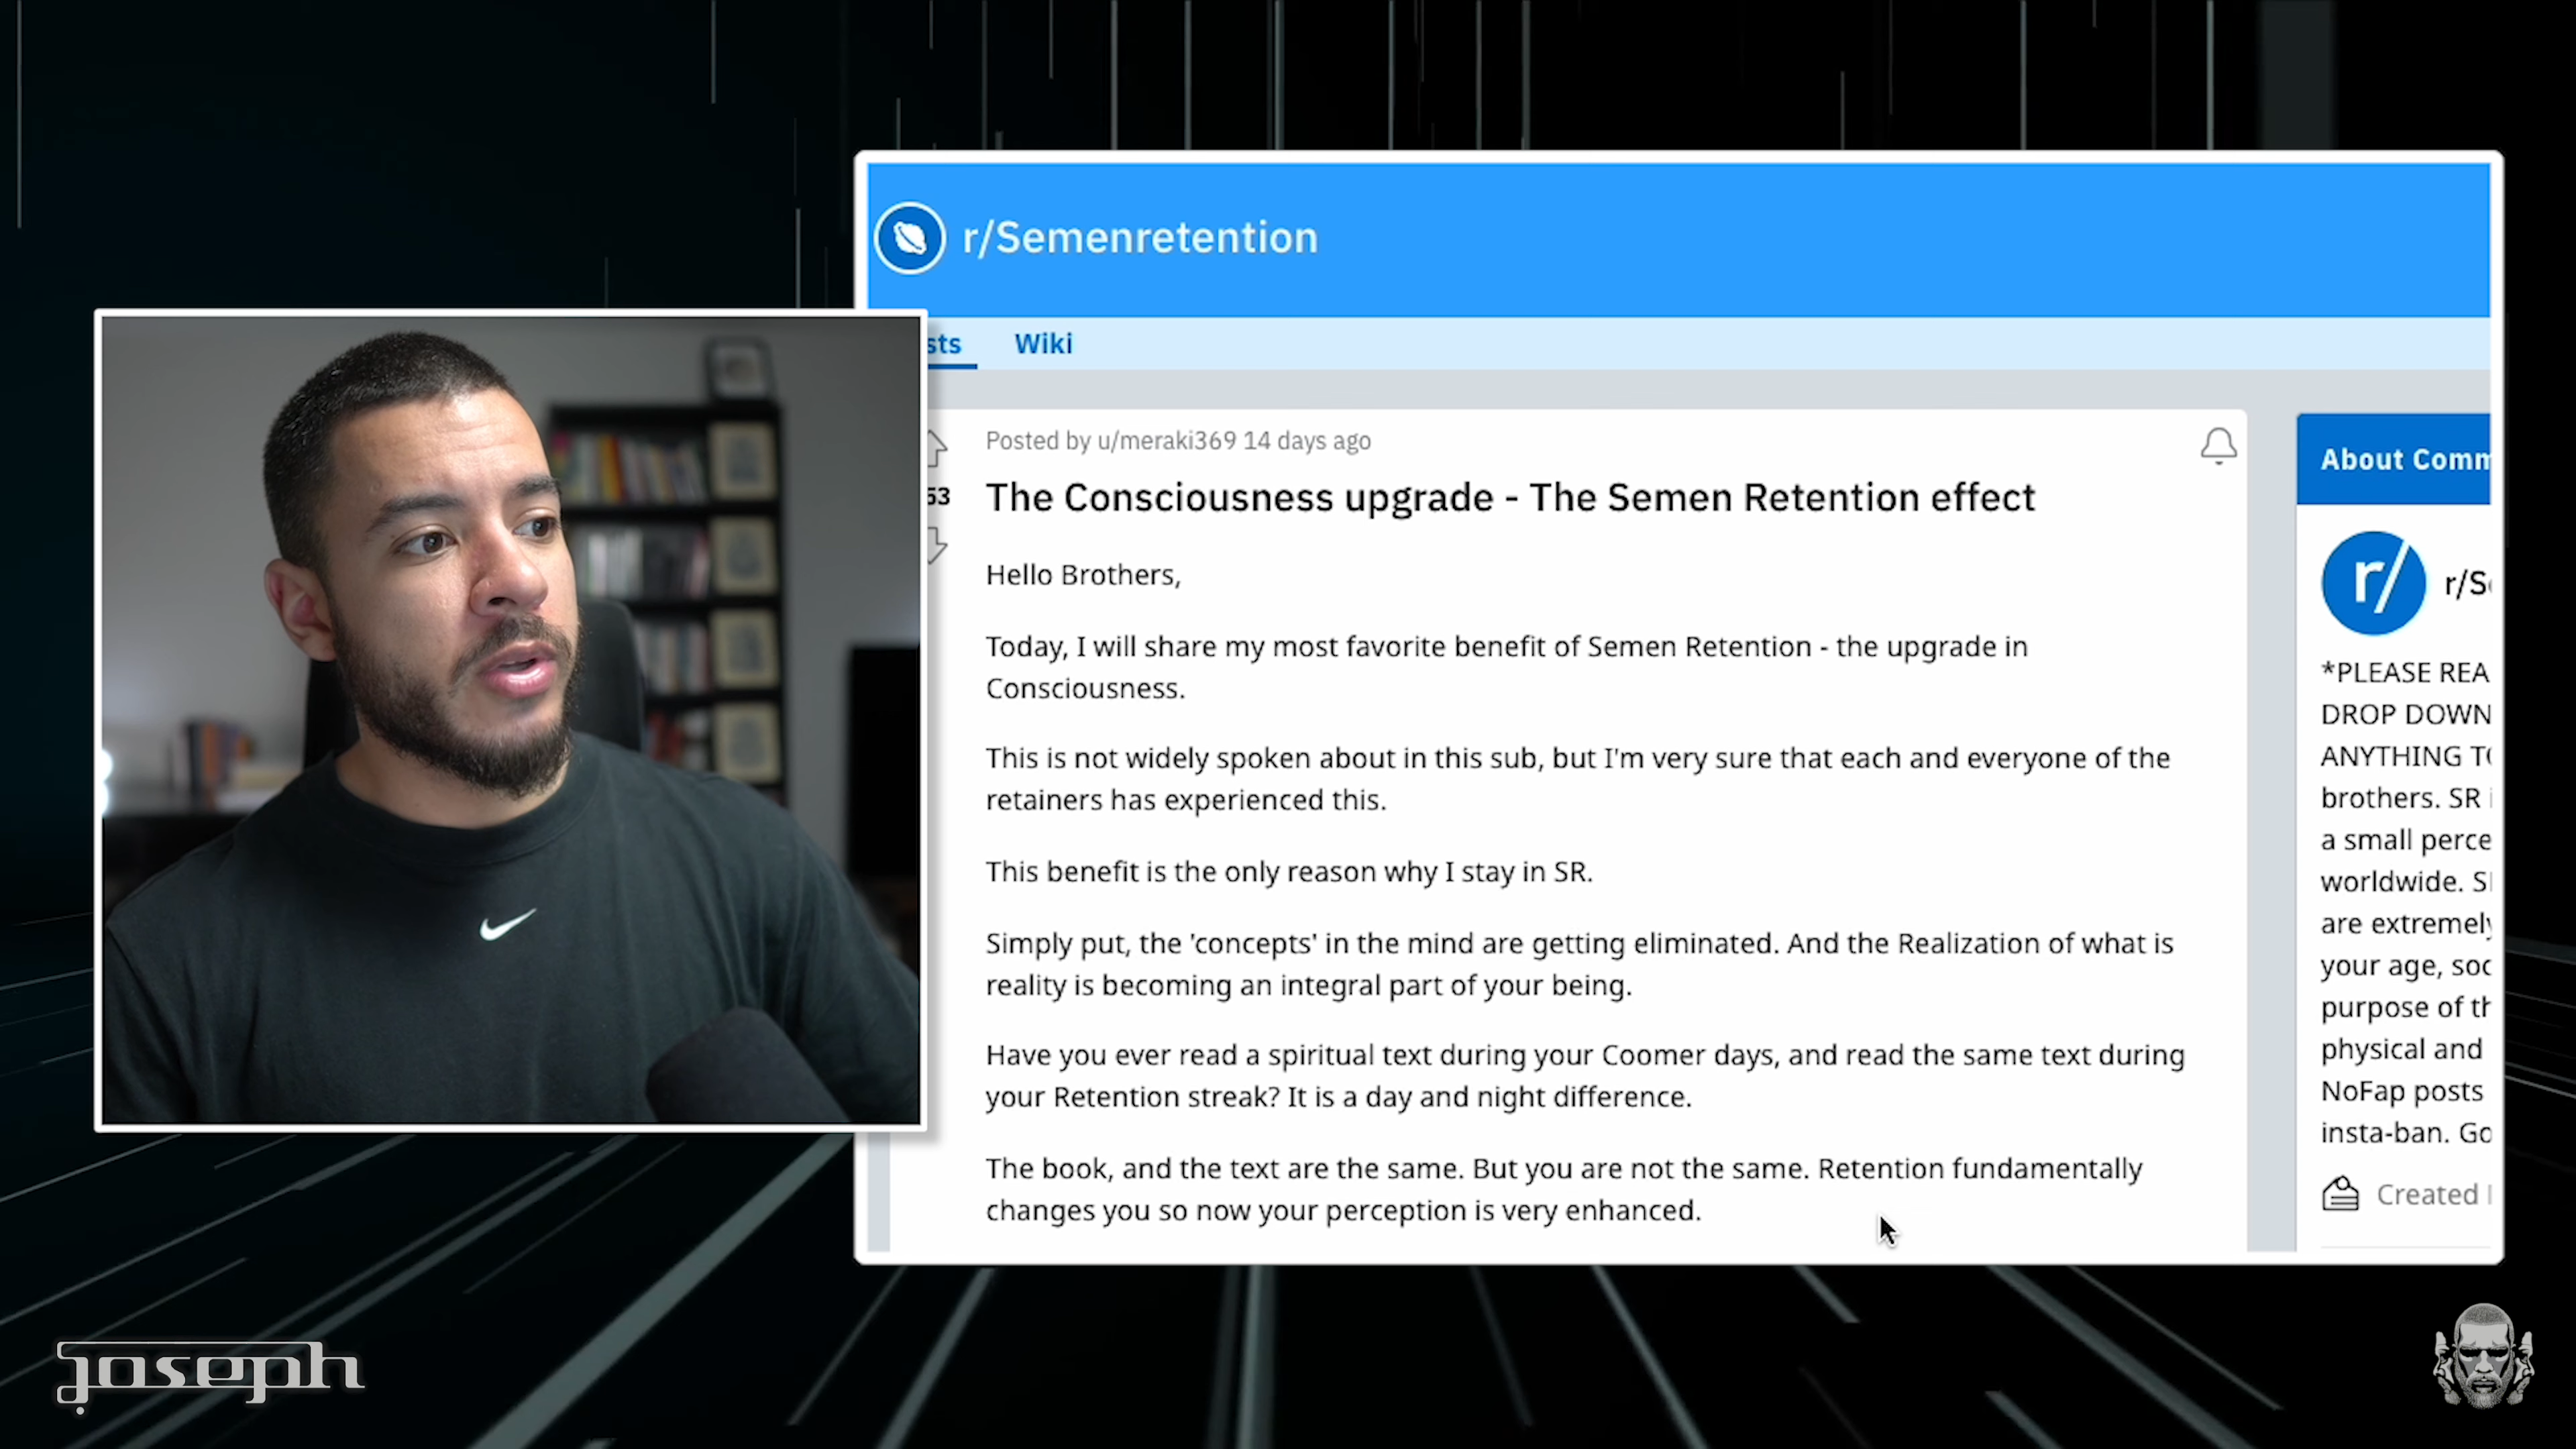 r/Semenretention
sts
Wiki
Posted by u/meraki369 14 days ago
53
The Consciousness upgrade - The Semen Retention effect
Hello Brothers,
Today, I will share my most favorite benefit of Semen Retention - the upgrade in
Consciousness.
This is not widely spoken about in this sub, but I'm very sure that each and everyone of the
retainers has experienced this.
This benefit is the only reason why I stay in SR.
Simply put, the 'concepts' in the mind are getting eliminated. And the Realization of what is
reality is becoming an integral part of your being.
Have you ever read a spiritual text during your Coomer days, and read the same text during
your Retention streak? It is a day and night difference.
The book, and the text are the same. But you are not the same. Retention fundamentally
changes you so now your perception is very enhanced.
About Comm
r/
r/S
*PLEASE REA
DROP DOWN
ANYTHING T
brothers. SR
a small perce
worldwide. S
are extremely
your age, soc
purpose of th
physical and
NoFap posts
insta-ban. Go
Created
joseph